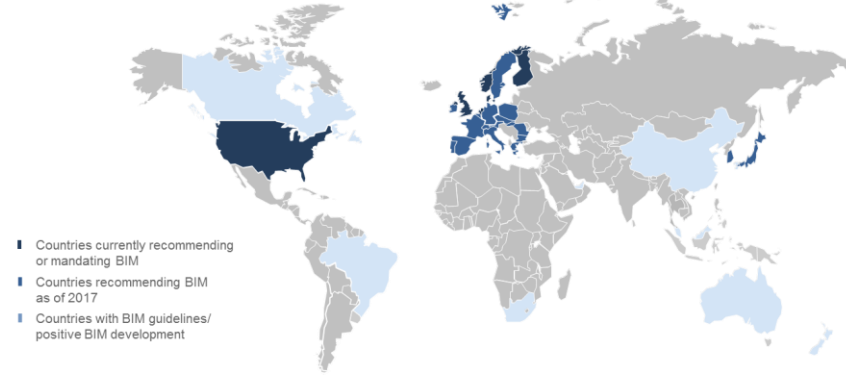 Countries currently recommending
or mandating BIM
Countries recommending BIM
as of 2017
Countries with BIM guidelines/
positive BIM development